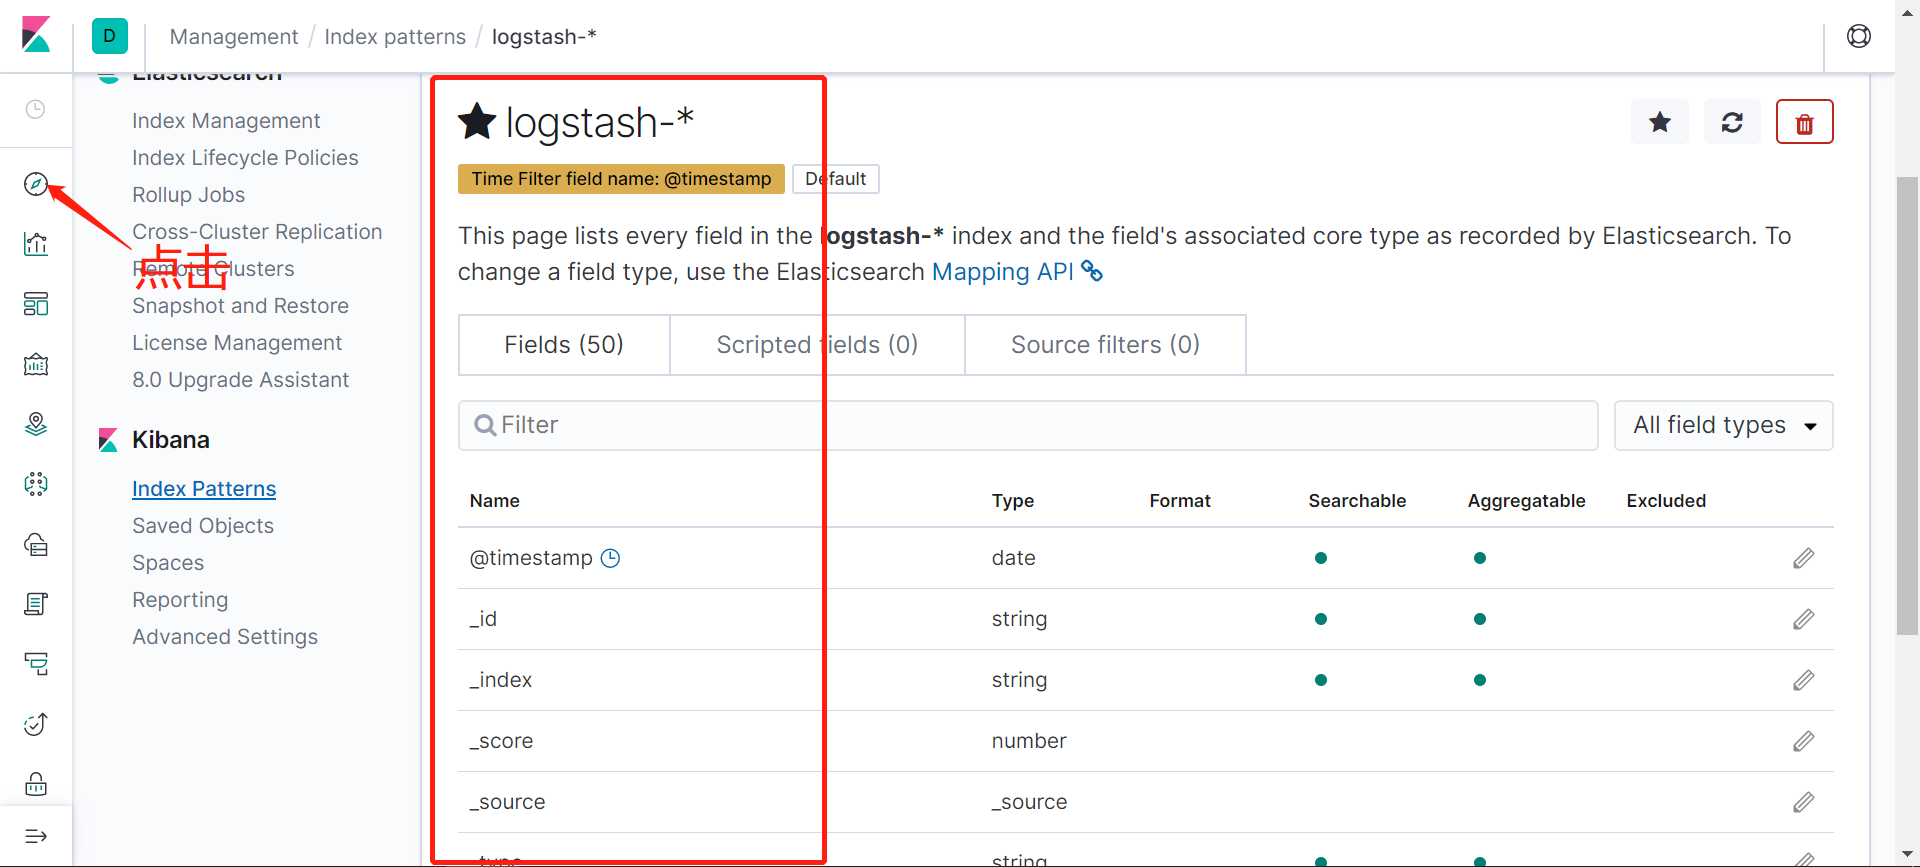 D
Management / Index patterns / logstash-*
Elasticsearch
Index Management
Index Lifecycle Policies
Rollup Jobs
Cross-Cluster Replication
Remote Clusters
点击
Snapshot and Restore
License Management
8.0 Upgrade Assistant
Kibana
Index Patterns
Saved Objects
Spaces
Reporting
Advanced Settings
logstash-*
Time Filter field name: @timestamp Default
This page lists every field in the logstash-* index and the field's associated core type as recorded by Elasticsearch. To
change a field type, use the Elasticsearch Mapping API
Fields (50) Scripted fields (0) Source filters (0)
Filter All field types
Name Type Format Searchable Aggregatable Excluded
@timestamp date
_id string
_index string
_score number
_source _source
_type string